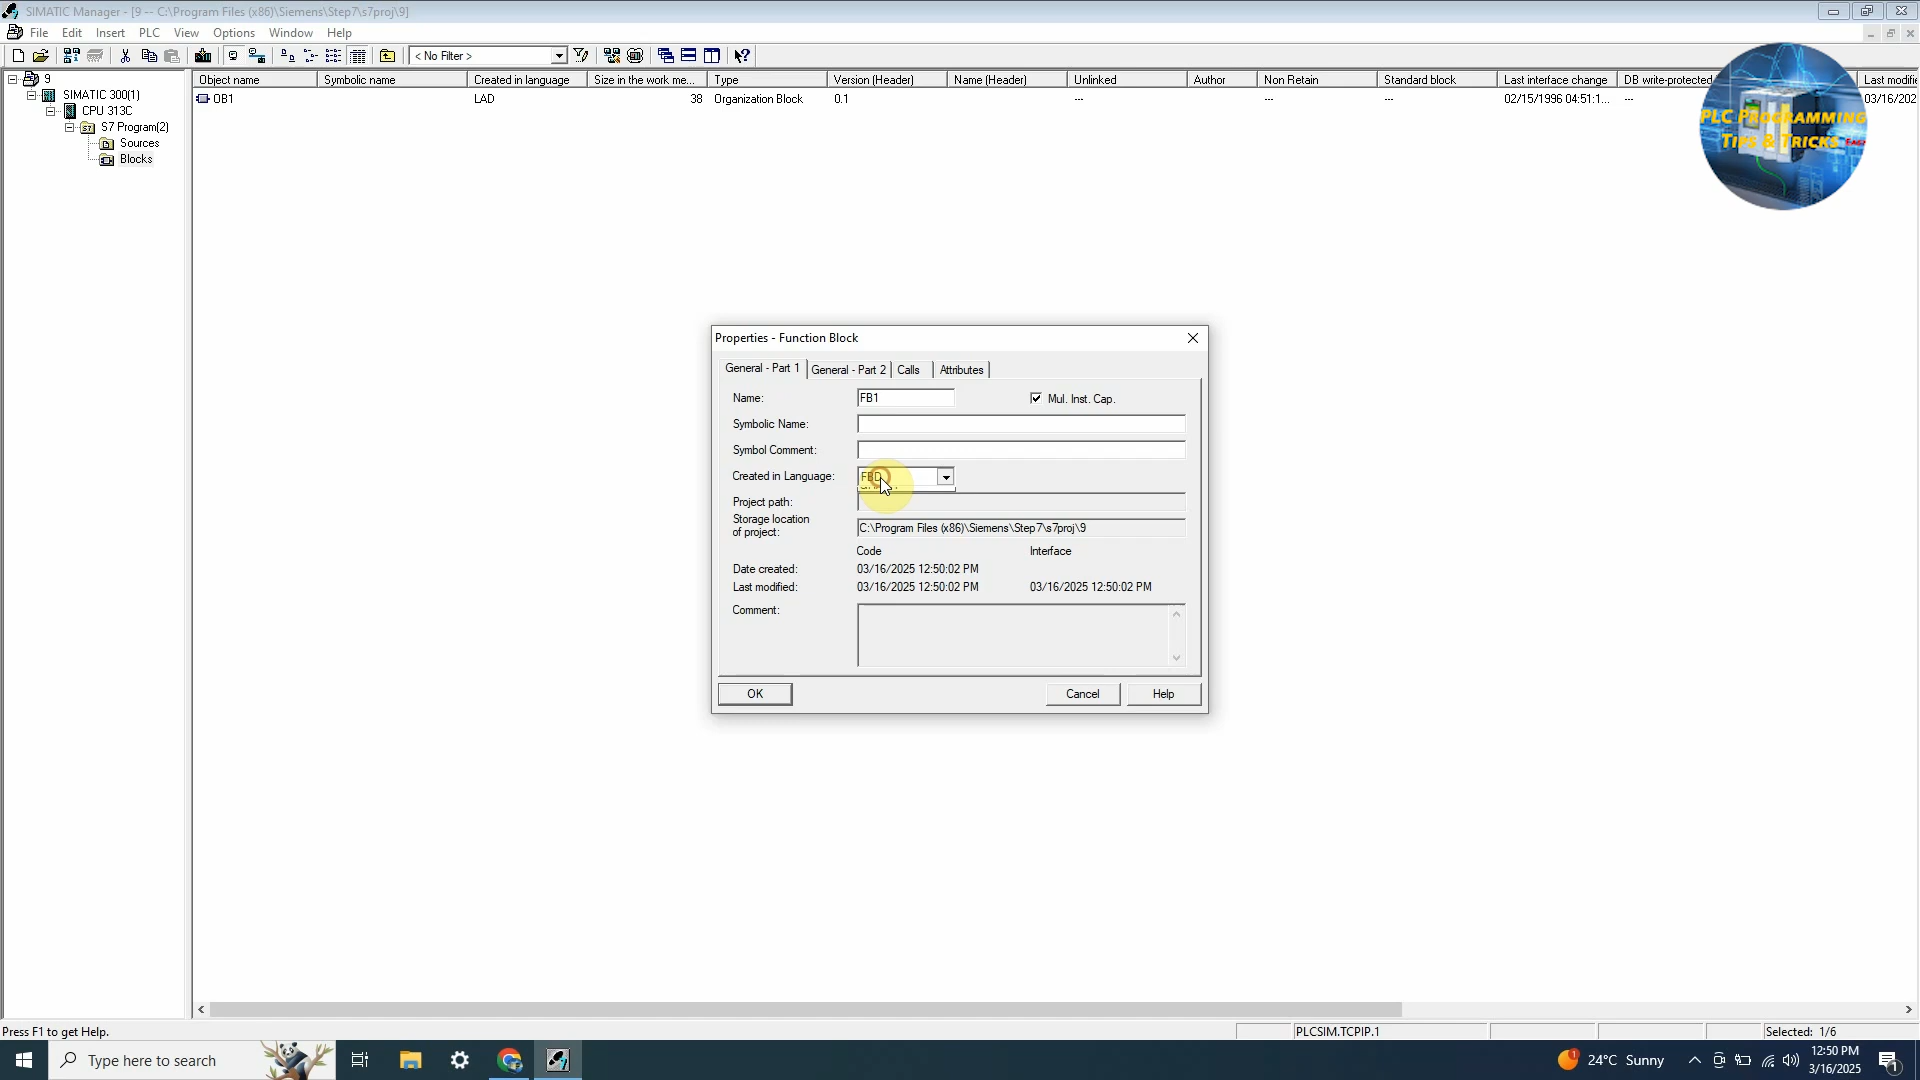 SIMATIC Manager - [9 -- C:\Program Files (x86)\Siemens\Step7\s7proj\9]
File Edit Insert PLC View Options Window Help
< No Filter >
9
SIMATIC 300(1)
CPU 313C
S7 Program(2)
Sources
Blocks
Object name Symbolic name Created in language Size in the work me... Type Version (Header) Name (Header) Unlinked Author Non Retain Standard block Last interface change DB write-protected Last modifie
OB1 LAD 38 Organization Block 0.1 --- --- --- 02/15/1996 04:51:1... --- 03/16/202
PLC Programming
Tips & Tricks
Properties - Function Block
General - Part 1 General - Part 2 Calls Attributes
Name: FB1 Mul. Inst. Cap.
Symbolic Name:
Symbol Comment:
Created in Language: FBD
Project path:
Storage location
of project: C:\Program Files (x86)\Siemens\Step7\s7proj\9
Code Interface
Date created: 03/16/2025 12:50:02 PM
Last modified: 03/16/2025 12:50:02 PM 03/16/2025 12:50:02 PM
Comment:
OK Cancel Help
Press F1 to get Help. PLCSIM.TCPIP.1 Selected: 1/6
Type here to search 24°C Sunny 12:50 PM
3/16/2025